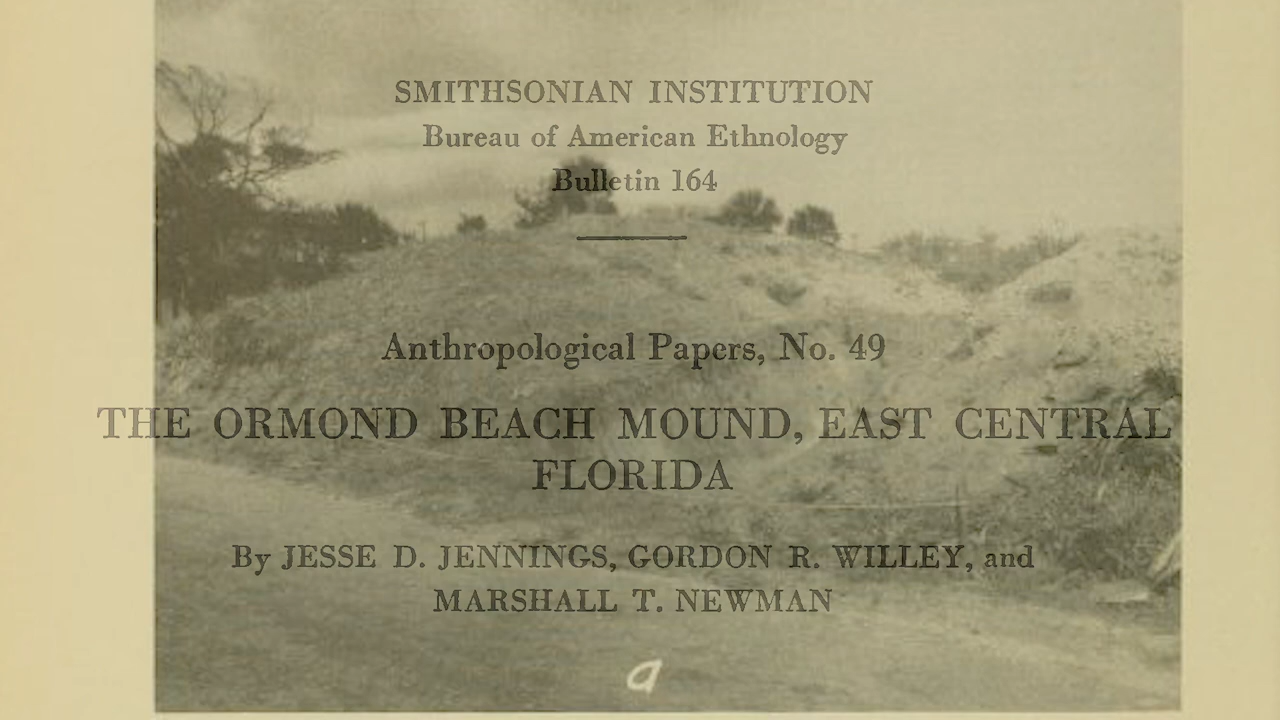 SMITHSONIAN INSTITUTION
Bureau of American Ethnology
Bulletin 164
Anthropological Papers, No. 49
THE ORMOND BEACH MOUND, EAST CENTRAL
FLORIDA
By JESSE D. JENNINGS, GORDON R. WILLEY, and
MARSHALL T. NEWMAN
a